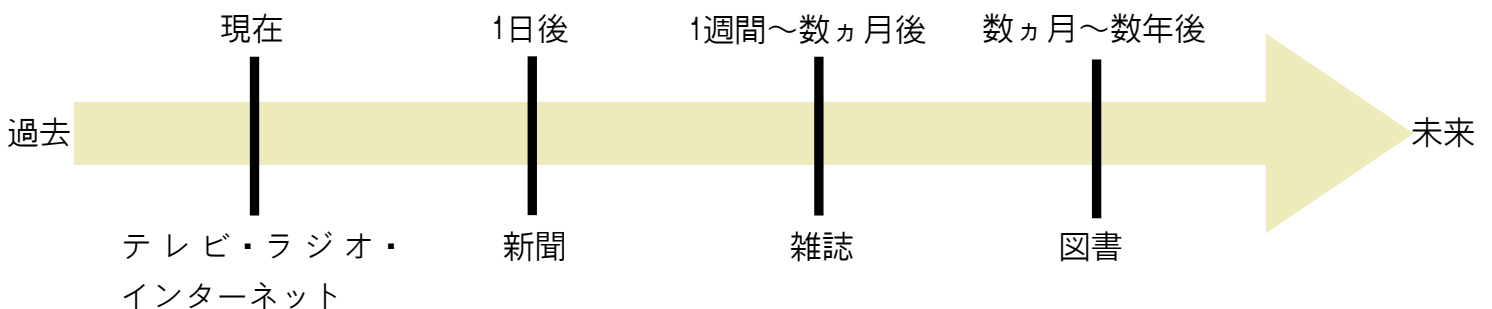 現在
1日後
1週間～数ヵ月後
数ヵ月～数年後
過去
未来
テレビ・ラジオ・
インターネット
新聞
雑誌
図書